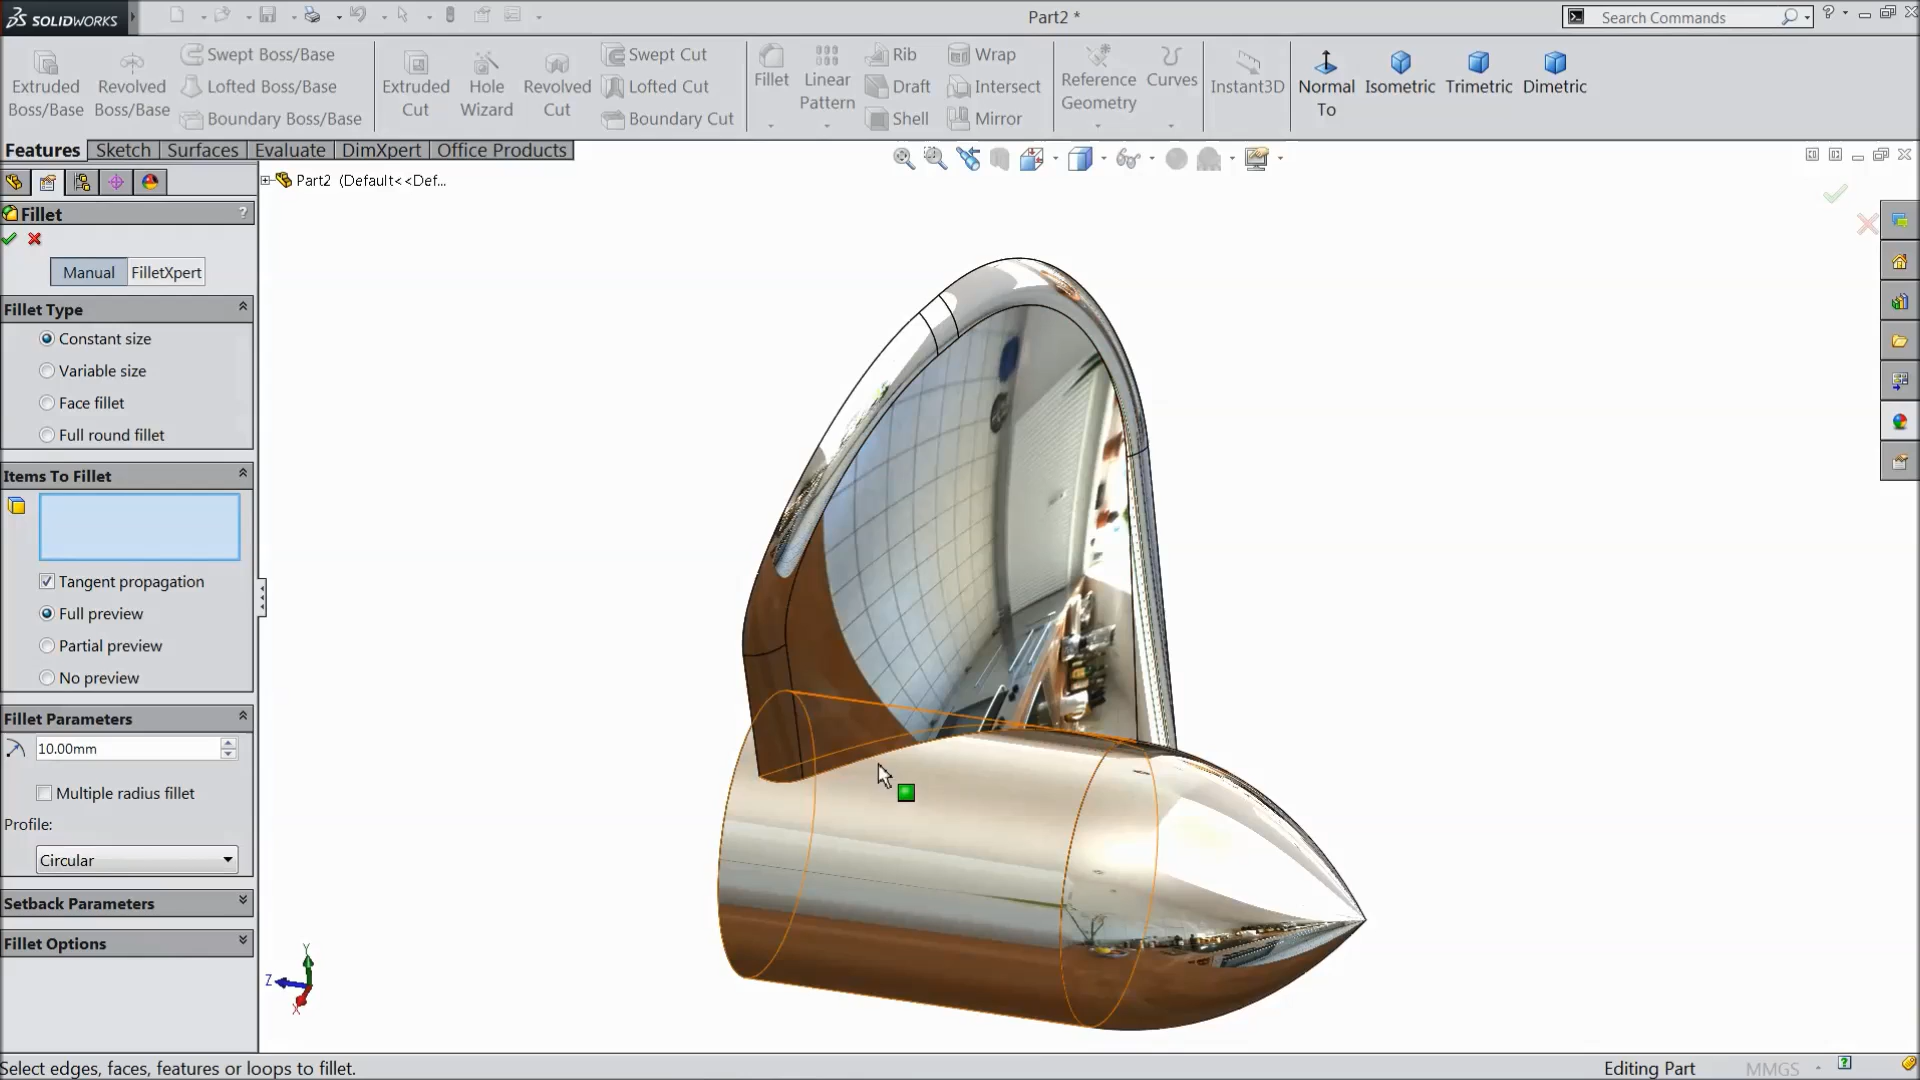 SOLIDWORKS
Part2 *
Search Commands
Extruded Boss/Base
Revolved Boss/Base
Swept Boss/Base
Lofted Boss/Base
Boundary Boss/Base
Extruded Cut
Hole Wizard
Revolved Cut
Swept Cut
Lofted Cut
Boundary Cut
Fillet
Linear Pattern
Rib
Draft
Shell
Wrap
Intersect
Mirror
Reference Geometry
Curves
Instant3D
Normal To
Isometric
Trimetric
Dimetric
Features
Sketch
Surfaces
Evaluate
DimXpert
Office Products
Part2 (Default<<Def...
Fillet
?
Manual
FilletXpert
Fillet Type
Constant size
Variable size
Face fillet
Full round fillet
Items To Fillet
Tangent propagation
Full preview
Partial preview
No preview
Fillet Parameters
10.00mm
Multiple radius fillet
Profile:
Circular
Setback Parameters
Fillet Options
Y
Z
X
Select edges, faces, features or loops to fillet.
Editing Part
MMGS